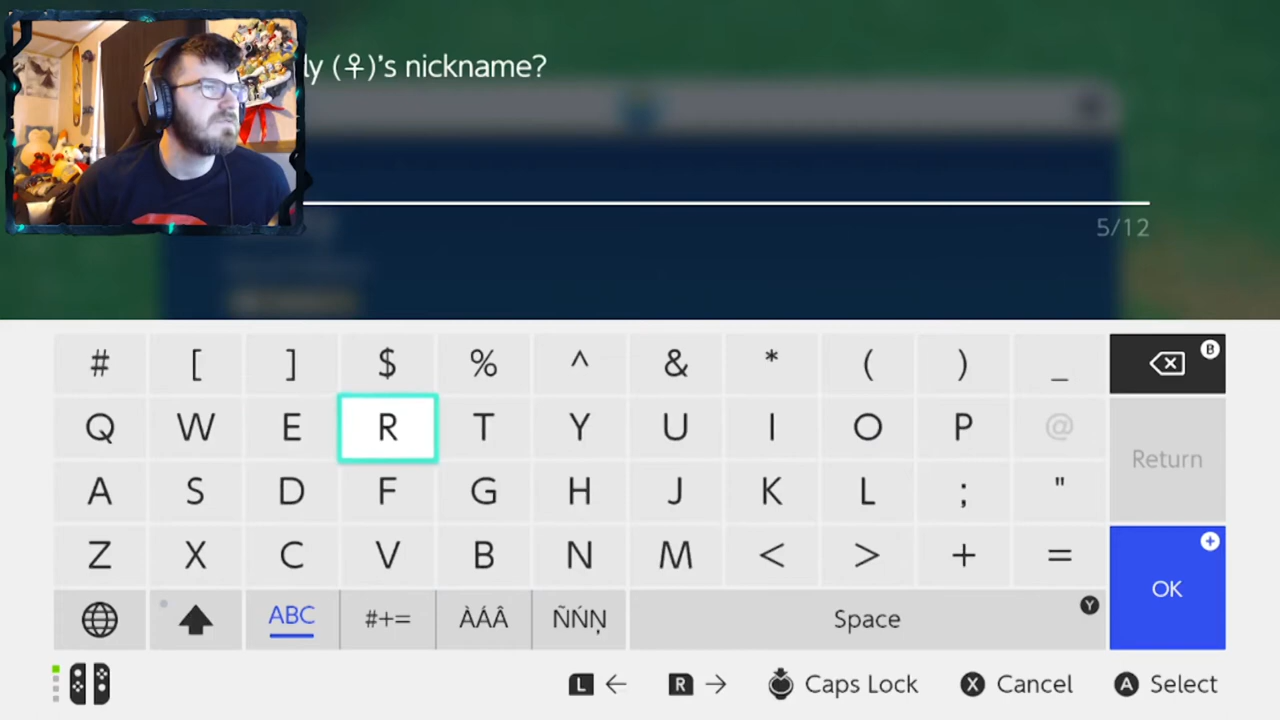 ly (♀)'s nickname?
5/12
# [ ] $ % ^ & * ( ) _ B
Q W E R T Y U I O P @ Return
A S D F G H J K L ; "
Z X C V B N M < > + = + OK
ABC #+= ÀÁÂ ÑŃŅ Space Y
L ← R → Caps Lock X Cancel A Select